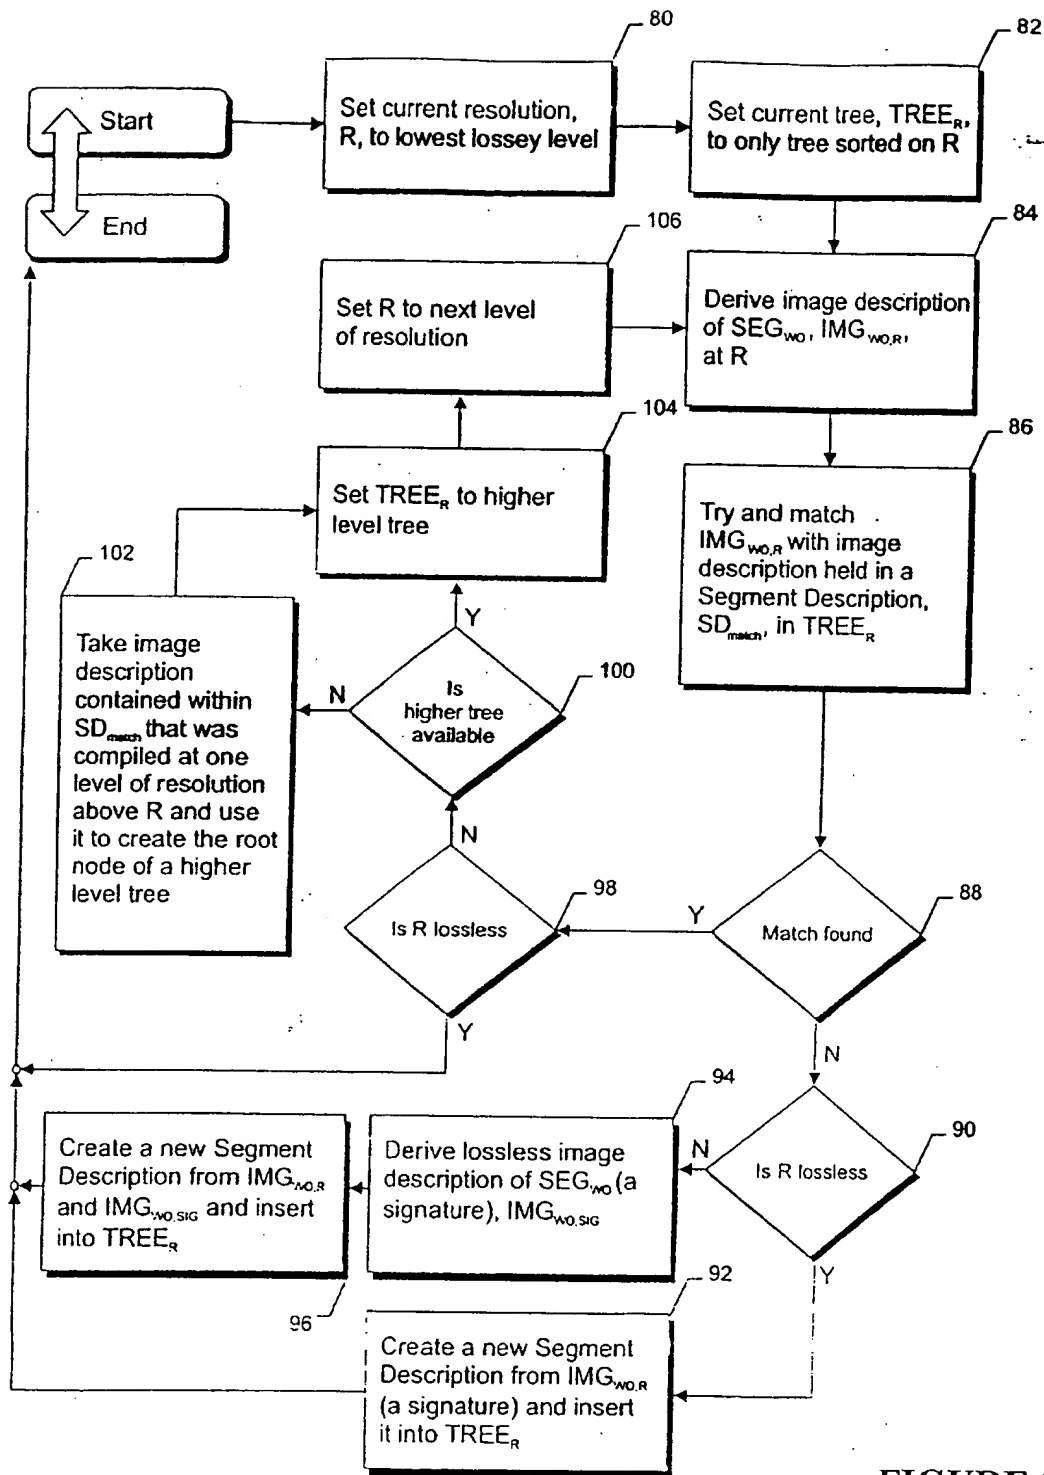 80
82
Start
Set current resolution,
R, to lowest lossey level
Set current tree, TREE_R,
to only tree sorted on R
End
106
84
Set R to next level
of resolution
Derive image description
of SEG_WO, IMG_WO,R,
at R
104
86
Set TREE_R to higher
level tree
Try and match
IMG_WO,R with image
description held in a
Segment Description,
SD_match, in TREE_R
102
Take image
description
contained within
SD_match that was
compiled at one
level of resolution
above R and use
it to create the root
node of a higher
level tree
Y
N
Is
higher tree
available
100
N
98
Is R lossless
Y
88
Match found
Y
N
94
90
Create a new Segment
Description from IMG_WO,R
and IMG_WO,SIG and insert
into TREE_R
Derive lossless image
description of SEG_WO (a
signature), IMG_WO,SIG
N
Is R lossless
Y
96
92
Create a new Segment
Description from IMG_WO,R
(a signature) and insert
it into TREE_R